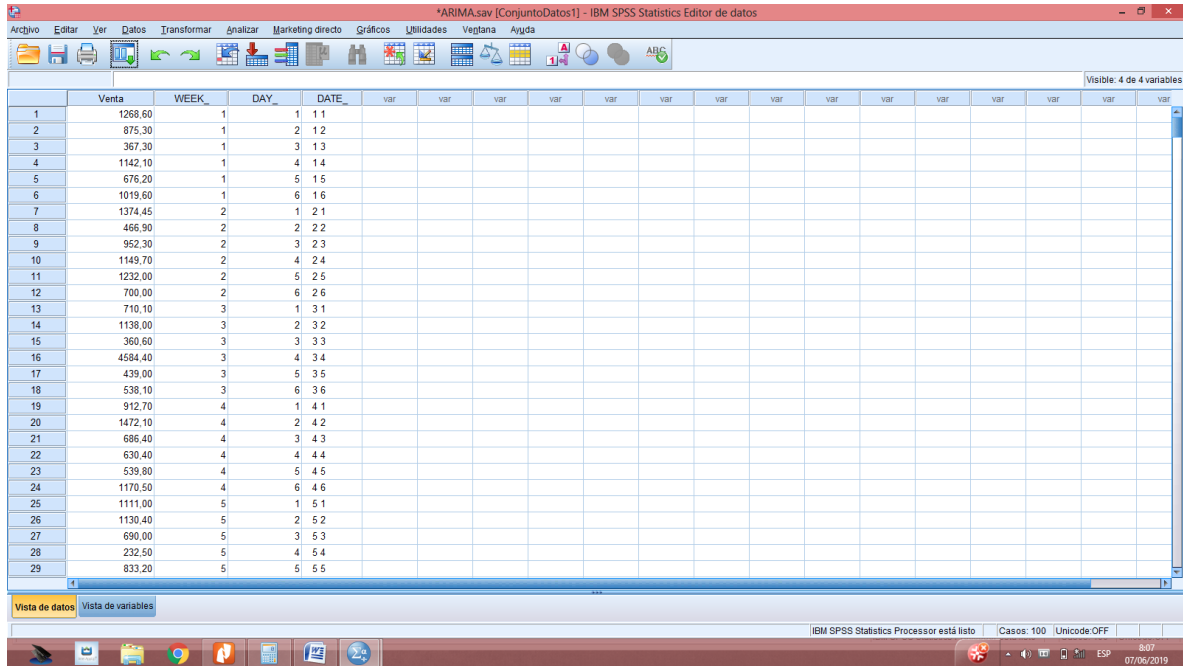 *ARIMA.sav [ConjuntoDatos1] - IBM SPSS Statistics Editor de datos
Archivo Editar Ver Datos Transformar Analizar Marketing directo Gráficos Utilidades Ventana Ayuda
Visible: 4 de 4 variables
Venta WEEK_ DAY_ DATE_ var var var var var var var var var var var var var var
1 1268,60 1 1 1 1
2 875,30 1 2 1 2
3 367,30 1 3 1 3
4 1142,10 1 4 1 4
5 676,20 1 5 1 5
6 1019,60 1 6 1 6
7 1374,45 2 1 2 1
8 466,90 2 2 2 2
9 952,30 2 3 2 3
10 1149,70 2 4 2 4
11 1232,00 2 5 2 5
12 700,00 2 6 2 6
13 710,10 3 1 3 1
14 1138,00 3 2 3 2
15 360,60 3 3 3 3
16 4584,40 3 4 3 4
17 439,00 3 5 3 5
18 538,10 3 6 3 6
19 912,70 4 1 4 1
20 1472,10 4 2 4 2
21 686,40 4 3 4 3
22 630,40 4 4 4 4
23 539,80 4 5 4 5
24 1170,50 4 6 4 6
25 1111,00 5 1 5 1
26 1130,40 5 2 5 2
27 690,00 5 3 5 3
28 232,50 5 4 5 4
29 833,20 5 5 5 5
Vista de datos Vista de variables
IBM SPSS Statistics Processor está listo Casos: 100 Unicode:OFF
ESP 8:07
07/06/2019